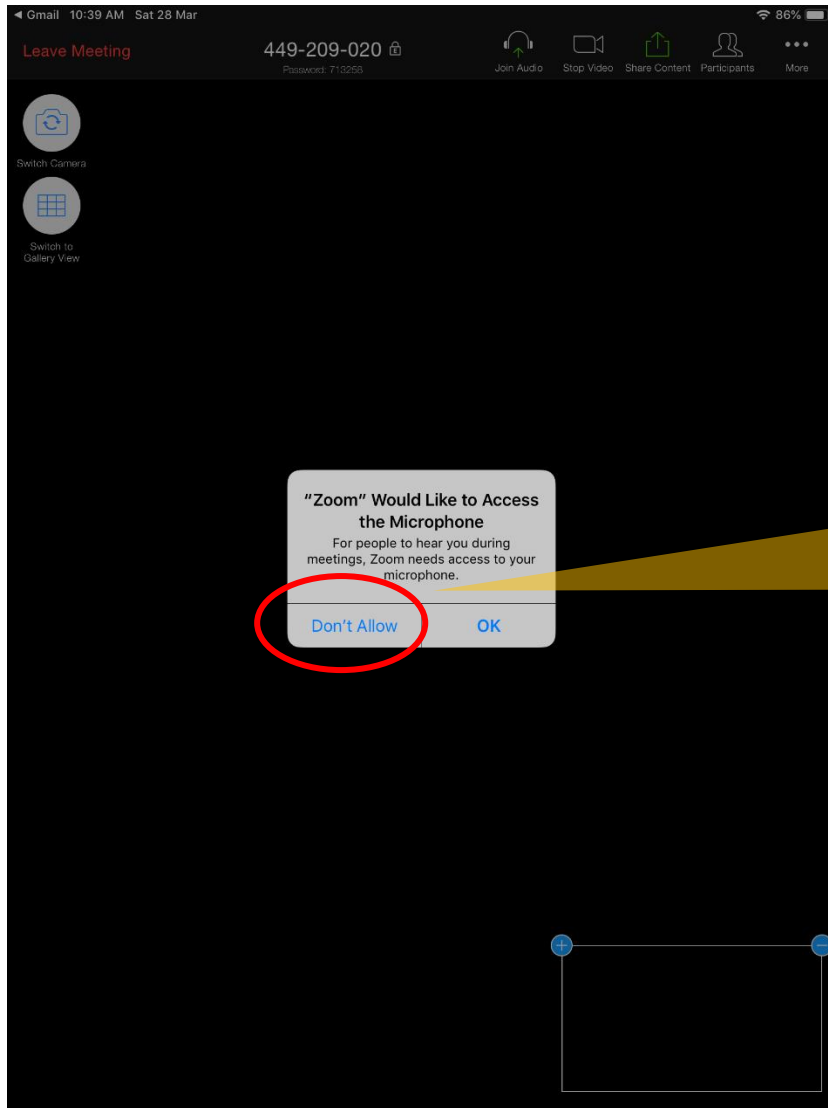 ◄ Gmail 10:39 AM Sat 28 Mar 86%
Leave Meeting
449-209-020
Password: 713256
Join Audio Stop Video Share Content Participants More
Switch Camera
Switch to
Gallery View
"Zoom" Would Like to Access
the Microphone
For people to hear you during
meetings, Zoom needs access to your
microphone.
Don't Allow OK